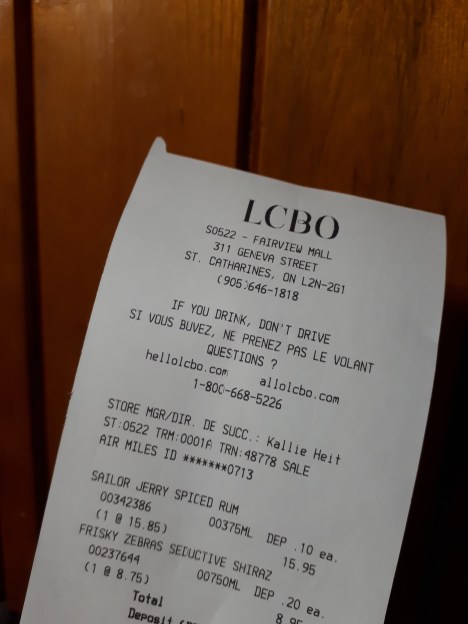 LCBO
S0522 - FAIRVIEW MALL
311 GENEVA STREET
ST. CATHARINES, ON L2N-2G1
(905)646-1818
IF YOU DRINK, DON'T DRIVE
SI VOUS BUVEZ, NE PRENEZ PAS LE VOLANT
QUESTIONS ?
hellolcbo.com allolcbo.com
1-800-668-5226
STORE MGR/DIR. DE SUCC.: Kallie Heit
ST:0522 TRM:0001A TRN:48778 SALE
AIR MILES ID *******0713
SAILOR JERRY SPICED RUM
00342386 00375ML DEP .10 ea.
(1 @ 15.85) 15.95
FRISKY ZEBRAS SEDUCTIVE SHIRAZ
00237644 00750ML DEP .20 ea.
(1 @ 8.75) 8.95
Total
Deposit